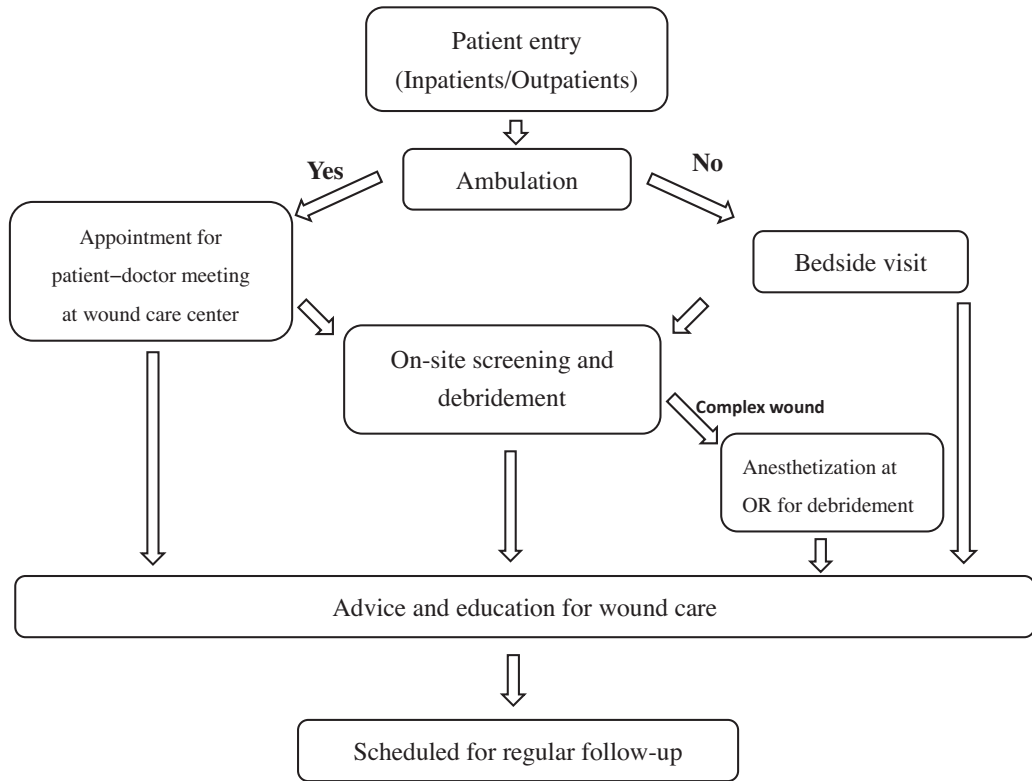 Patient entry
(Inpatients/Outpatients)
Yes
No
Ambulation
Appointment for
patient–doctor meeting
at wound care center
Bedside visit
On-site screening and
debridement
Complex wound
Anesthetization at
OR for debridement
Advice and education for wound care
Scheduled for regular follow-up